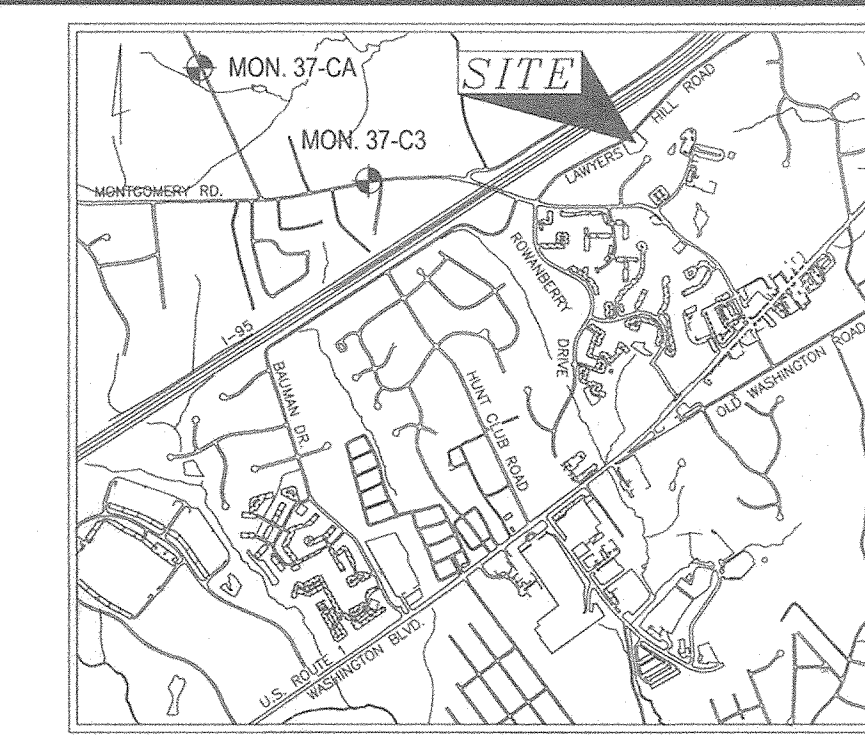 MON. 37-CA
SITE
HILL ROAD
MON. 37-C3
LAWYERS
MONTGOMERY RD.
ROWANBERRY
DRIVE
I-95
BAUMAN DR.
HUNT CLUB ROAD
OLD WASHINGTON ROAD
U.S. ROUTE 1
WASHINGTON BLVD.